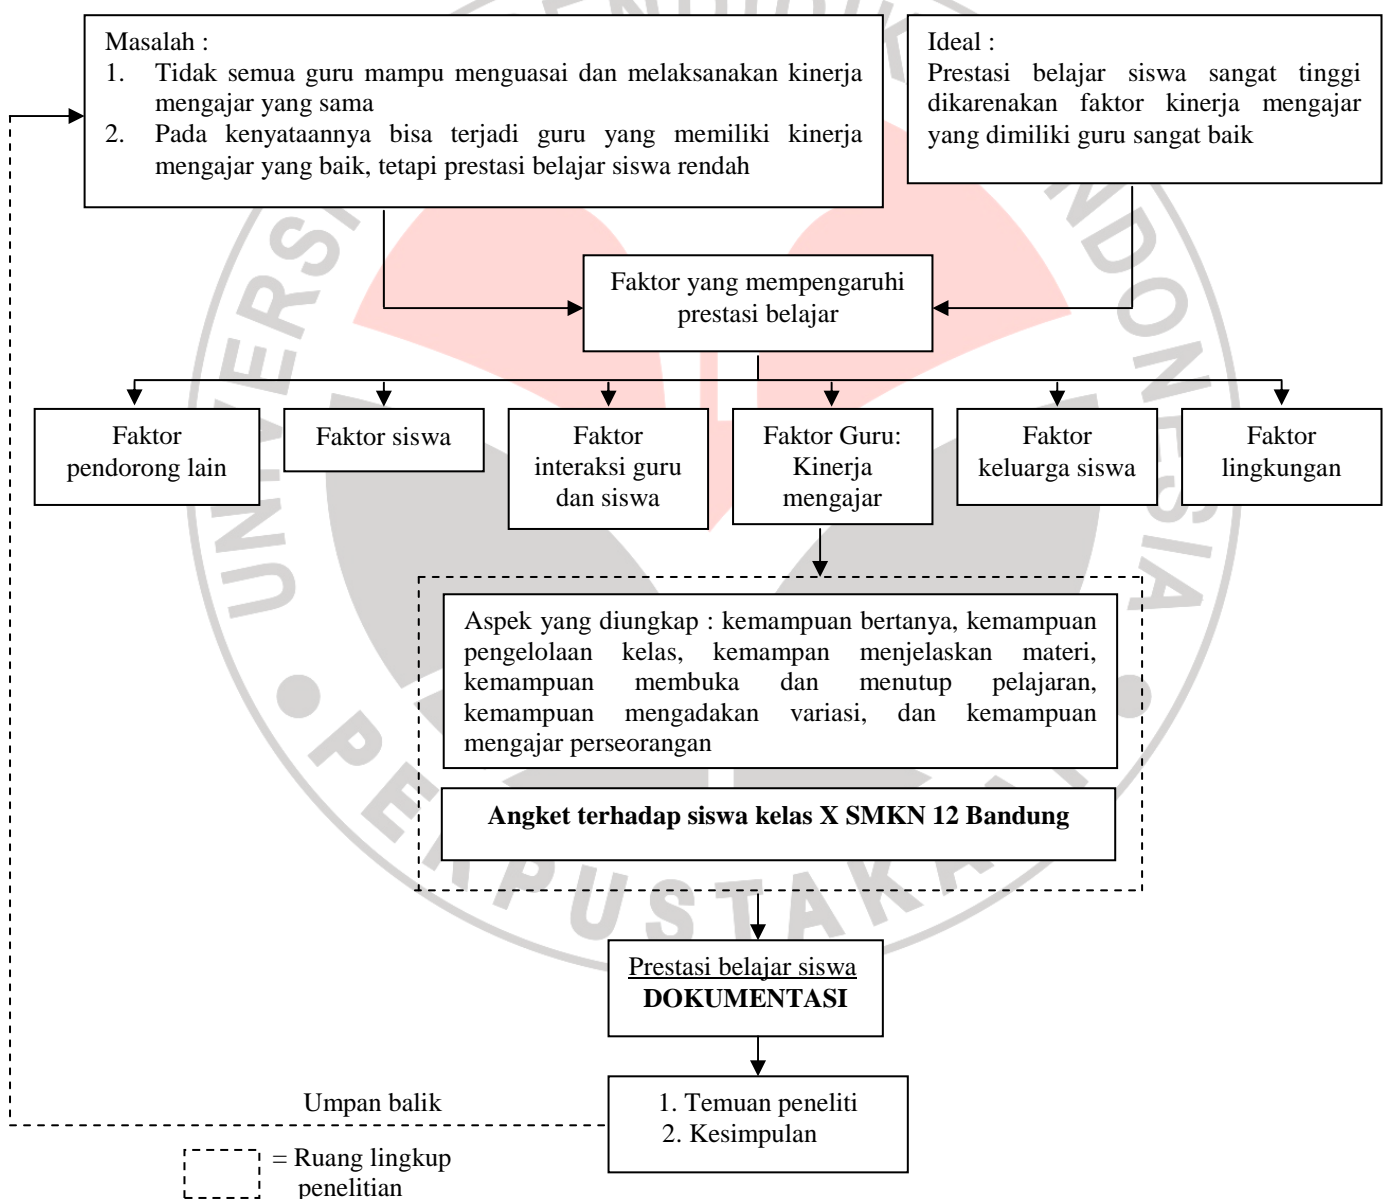 Masalah :
1. Tidak semua guru mampu menguasai dan melaksanakan kinerja
mengajar yang sama
2. Pada kenyataannya bisa terjadi guru yang memiliki kinerja
mengajar yang baik, tetapi prestasi belajar siswa rendah
Ideal :
Prestasi belajar siswa sangat tinggi
dikarenakan faktor kinerja mengajar
yang dimiliki guru sangat baik
Faktor yang mempengaruhi
prestasi belajar
Faktor
pendorong lain
Faktor siswa
Faktor
interaksi guru
dan siswa
Faktor Guru:
Kinerja
mengajar
Faktor
keluarga siswa
Faktor
lingkungan
Aspek yang diungkap : kemampuan bertanya, kemampuan
pengelolaan kelas, kemampan menjelaskan materi,
kemampuan membuka dan menutup pelajaran,
kemampuan mengadakan variasi, dan kemampuan
mengajar perseorangan
Angket terhadap siswa kelas X SMKN 12 Bandung
Prestasi belajar siswa
DOKUMENTASI
Umpan balik
1. Temuan peneliti
2. Kesimpulan
= Ruang lingkup
penelitian